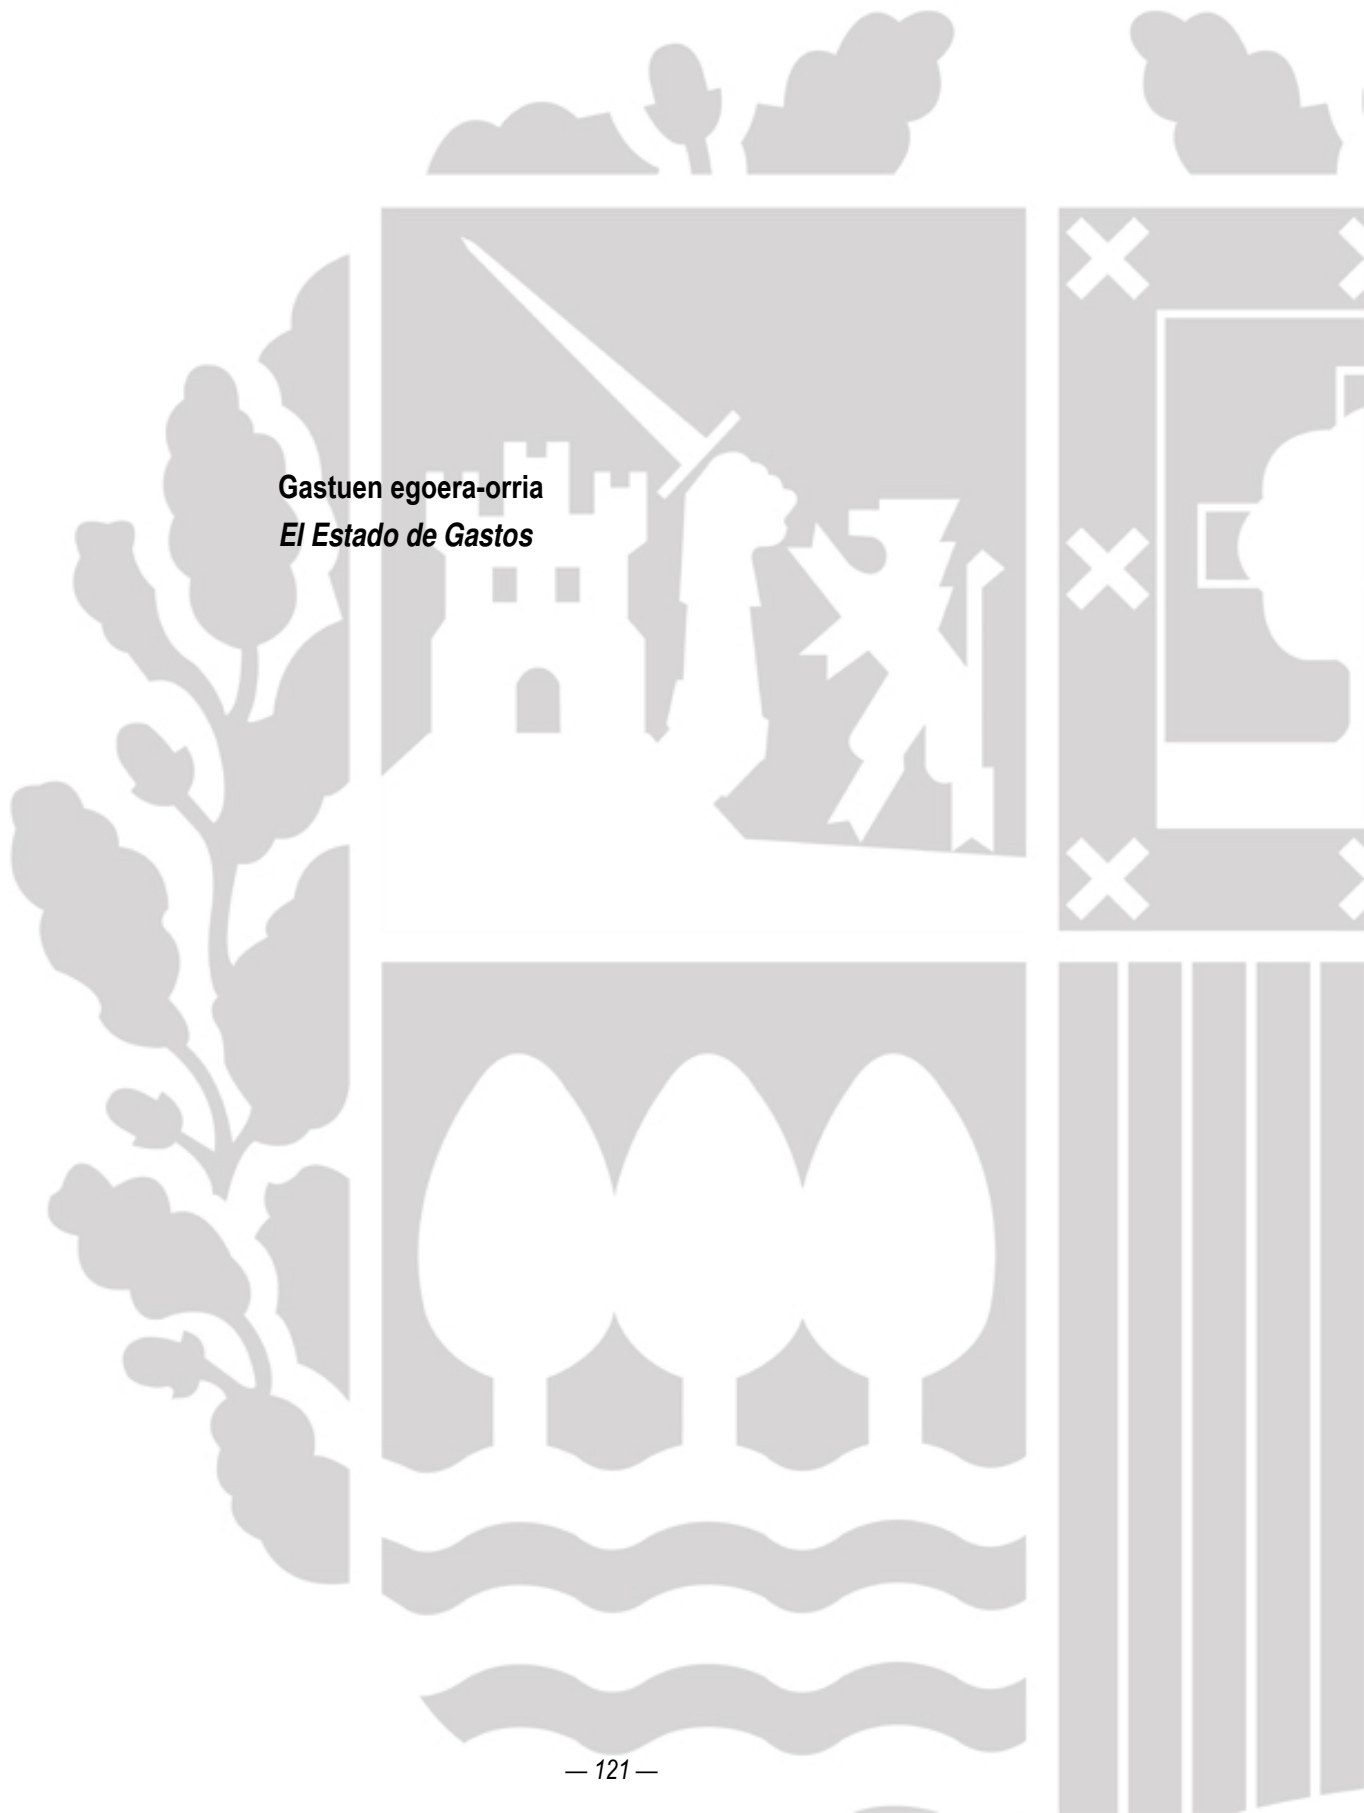 Gastuen egoera-orria
El Estado de Gastos
— 121 —